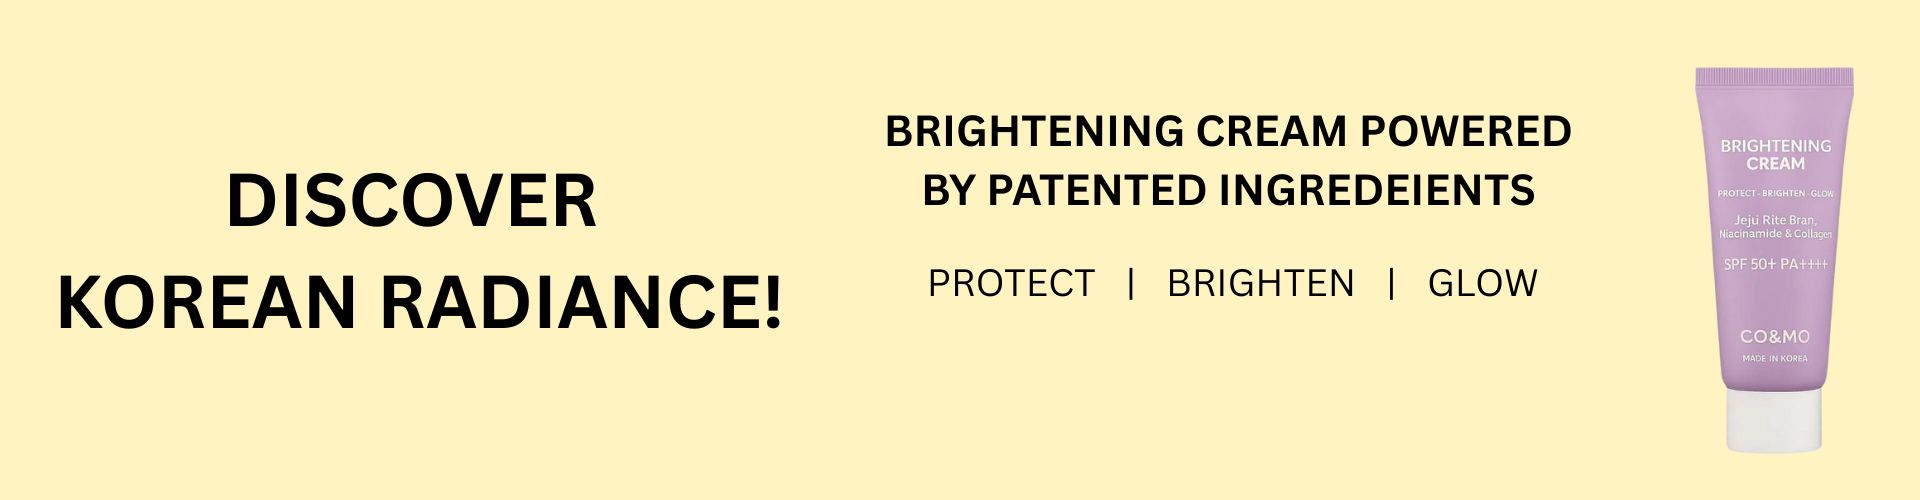 DISCOVER
KOREAN RADIANCE!
BRIGHTENING CREAM POWERED
BY PATENTED INGREDEIENTS
PROTECT | BRIGHTEN | GLOW
BRIGHTENING
CREAM
PROTECT - BRIGHTEN - GLOW
Jeju Rite Bran,
Niacinamide & Collagen
SPF 50+ PA++++
CO&MO
MADE IN KOREA